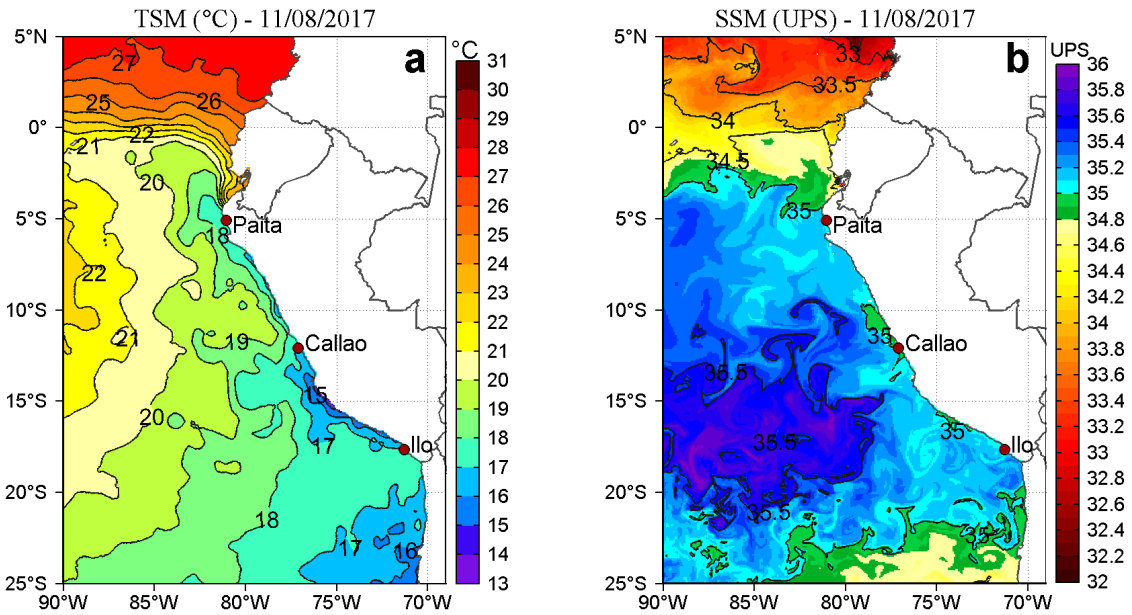 TSM (°C) - 11/08/2017
a
°C
5°N
0°
5°S
10°S
15°S
20°S
25°S
90°W
85°W
80°W
75°W
70°W
27
26
25
22
21
20
18
22
21
19
20
15
17
18
17
16
Paita
Callao
Ilo
31
30
29
28
27
26
25
24
23
22
21
20
19
18
17
16
15
14
13
SSM (UPS) - 11/08/2017
b
UPS
5°N
0°
5°S
10°S
15°S
20°S
25°S
90°W
85°W
80°W
75°W
70°W
33
33.5
34
34.5
35
35
35.5
35.5
35
35.5
35
Paita
Callao
Ilo
36
35.8
35.6
35.4
35.2
35
34.8
34.6
34.4
34.2
34
33.8
33.6
33.4
33.2
33
32.8
32.6
32.4
32.2
32